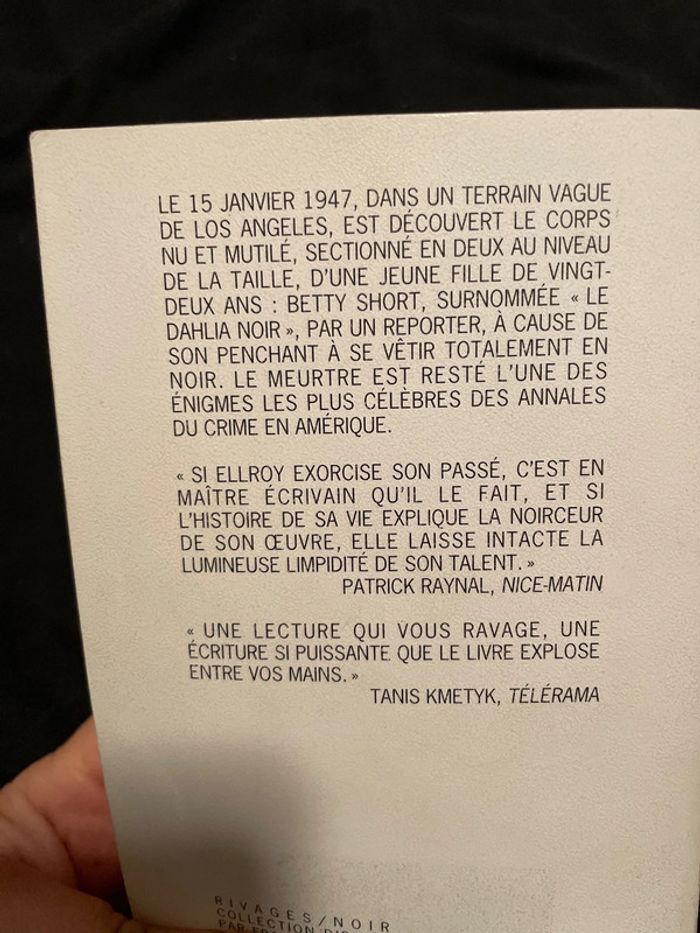 LE 15 JANVIER 1947, DANS UN TERRAIN VAGUE
DE LOS ANGELES, EST DÉCOUVERT LE CORPS
NU ET MUTILÉ, SECTIONNÉ EN DEUX AU NIVEAU
DE LA TAILLE, D'UNE JEUNE FILLE DE VINGT-
DEUX ANS : BETTY SHORT, SURNOMMÉE « LE
DAHLIA NOIR », PAR UN REPORTER, À CAUSE DE
SON PENCHANT À SE VÊTIR TOTALEMENT EN
NOIR. LE MEURTRE EST RESTÉ L'UNE DES
ÉNIGMES LES PLUS CÉLÈBRES DES ANNALES
DU CRIME EN AMÉRIQUE.
« SI ELLROY EXORCISE SON PASSÉ, C'EST EN
MAÎTRE ÉCRIVAIN QU'IL LE FAIT, ET SI
L'HISTOIRE DE SA VIE EXPLIQUE LA NOIRCEUR
DE SON ŒUVRE, ELLE LAISSE INTACTE LA
LUMINEUSE LIMPIDITÉ DE SON TALENT. »
PATRICK RAYNAL, NICE-MATIN
« UNE LECTURE QUI VOUS RAVAGE, UNE
ÉCRITURE SI PUISSANTE QUE LE LIVRE EXPLOSE
ENTRE VOS MAINS. »
TANIS KMETYK, TÉLÉRAMA
RIVAGES/NOIR
COLLECTION
PAR